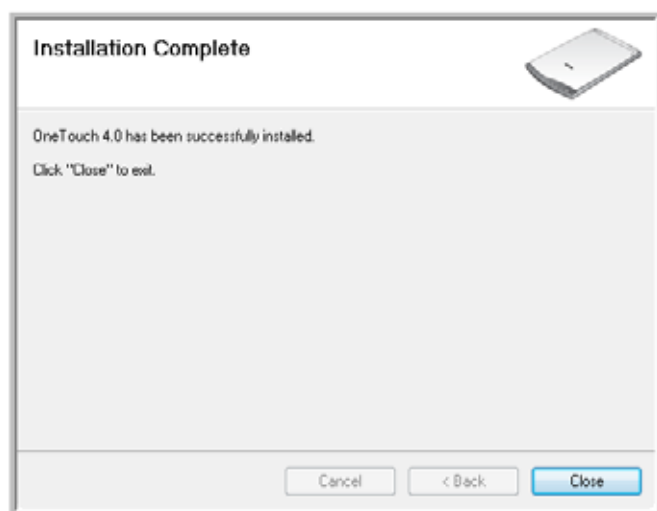 Installation Complete
OneTouch 4.0 has been successfully installed.
Click "Close" to exit.
Cancel
< Back
Close